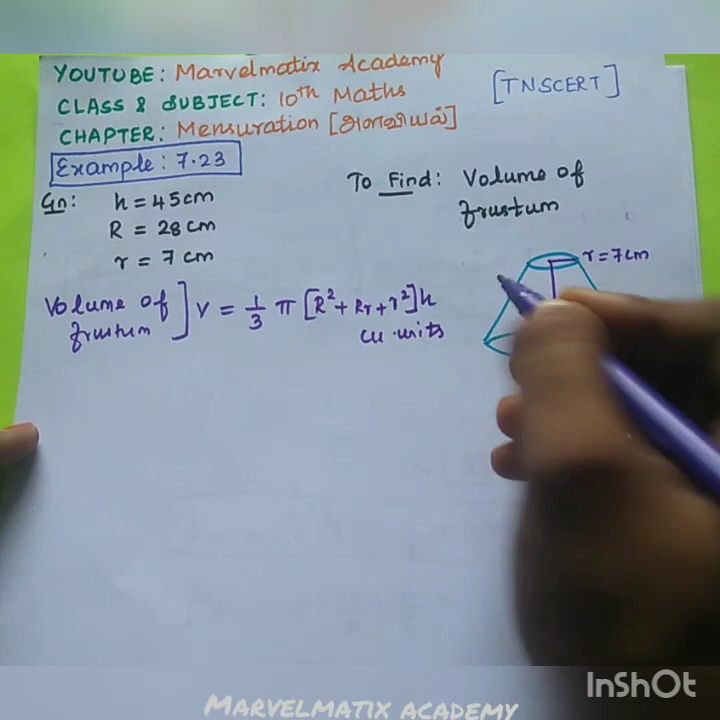 YOUTUBE: Marvelmatix Academy
CLASS & SUBJECT: 10th Maths
[TNSCERT]
CHAPTER: Mensuration [அளவியல்]
Example: 7.23
Gn: h = 45cm
R = 28cm
r = 7 cm
To Find: Volume of
frustum
r = 7cm
Volume of
frustum ] V = 1/3 π [R² + Rr + r²] h
cu. units
InShOt
MARVELMATIX ACADEMY